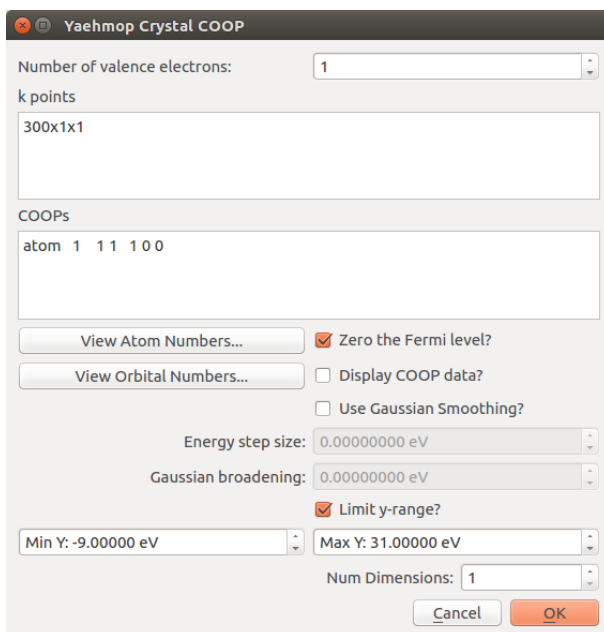 Yaehmop Crystal COOP
Number of valence electrons: 1
k points
300x1x1
COOPs
atom 1 1 1 1 0 0
View Atom Numbers... Zero the Fermi level?
View Orbital Numbers... Display COOP data?
Use Gaussian Smoothing?
Energy step size: 0.00000000 eV
Gaussian broadening: 0.00000000 eV
Limit y-range?
Min Y: -9.00000 eV Max Y: 31.00000 eV
Num Dimensions: 1
Cancel OK